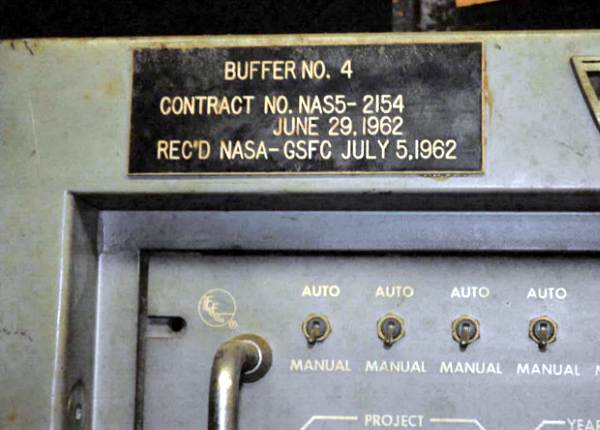 BUFFER NO. 4
CONTRACT NO. NAS5-2154
JUNE 29, 1962
REC'D NASA-GSFC JULY 5, 1962
AUTO AUTO AUTO AUTO
MANUAL MANUAL MANUAL MANUAL M
PROJECT YEA